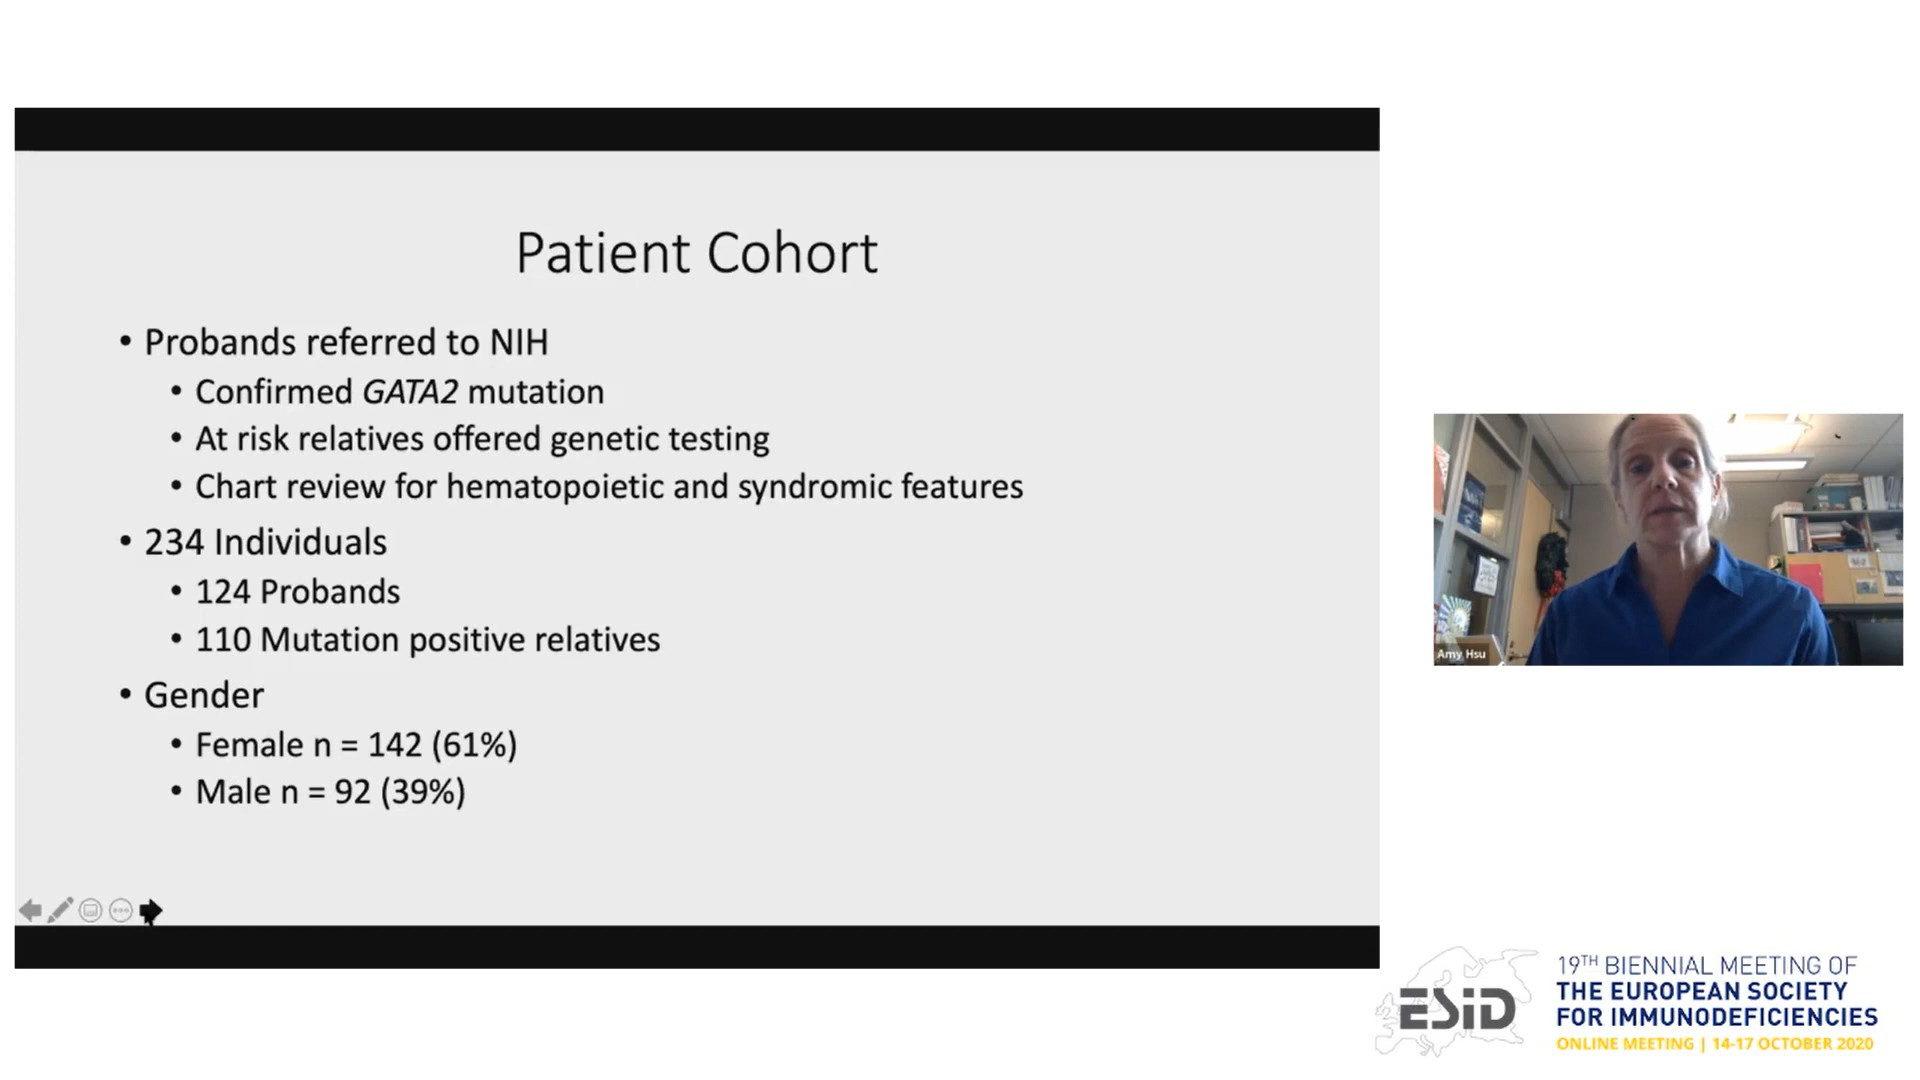 Patient Cohort
• Probands referred to NIH
• Confirmed GATA2 mutation
• At risk relatives offered genetic testing
• Chart review for hematopoietic and syndromic features
• 234 Individuals
• 124 Probands
• 110 Mutation positive relatives
• Gender
• Female n = 142 (61%)
• Male n = 92 (39%)
Amy Hsu
ESiD
19TH BIENNIAL MEETING OF
THE EUROPEAN SOCIETY
FOR IMMUNODEFICIENCIES
ONLINE MEETING | 14-17 OCTOBER 2020